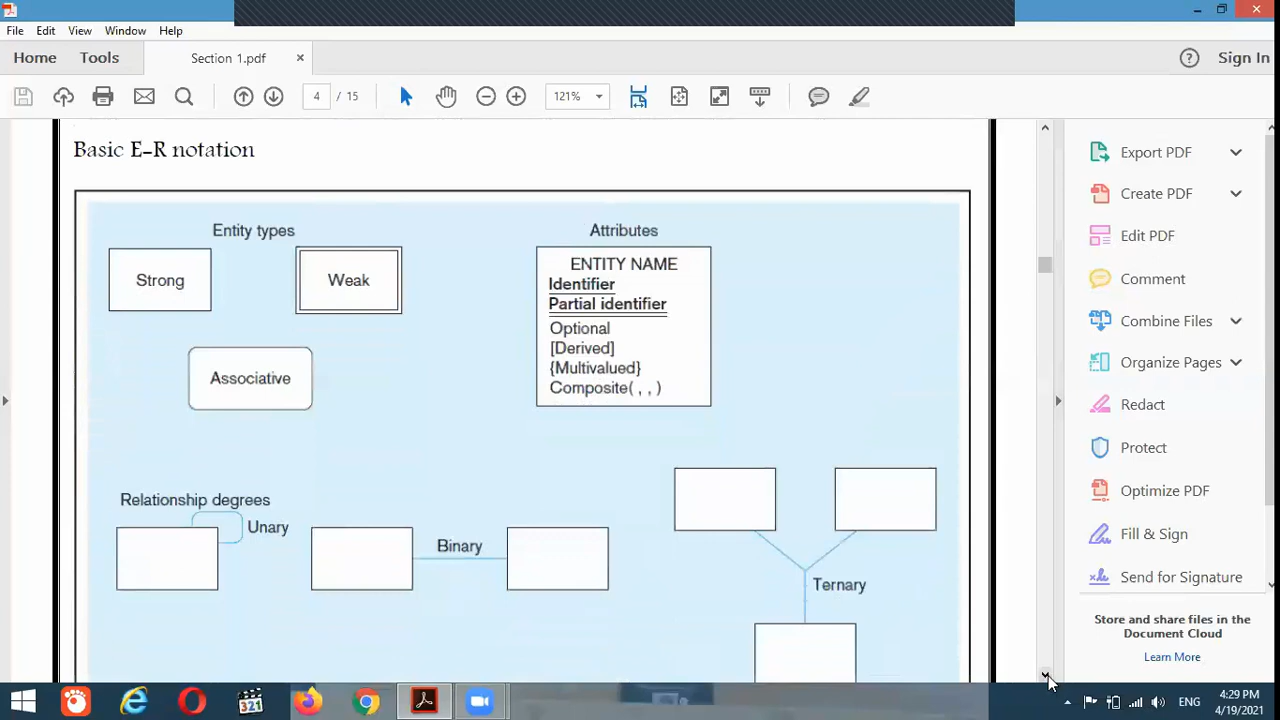 File Edit View Window Help
Home Tools Section 1.pdf × Sign In
4 / 15 121%
Basic E-R notation
Entity types
Strong
Weak
Associative
Attributes
ENTITY NAME
Identifier
Partial identifier
Optional
[Derived]
{Multivalued}
Composite( , , )
Relationship degrees
Unary
Binary
Ternary
Export PDF
Create PDF
Edit PDF
Comment
Combine Files
Organize Pages
Redact
Protect
Optimize PDF
Fill & Sign
Send for Signature
Store and share files in the
Document Cloud
Learn More
321
ENG
4:29 PM
4/19/2021